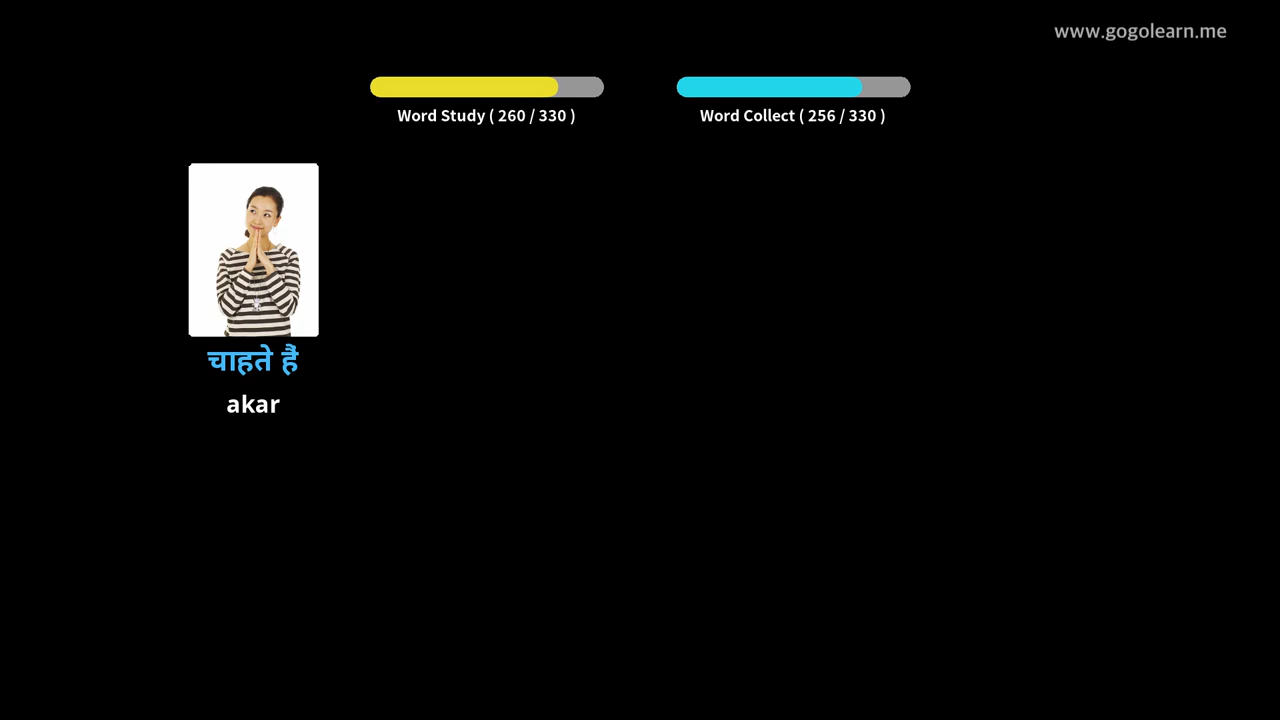 www.gogolearn.me
Word Study ( 260 / 330 )
Word Collect ( 256 / 330 )
चाहते हैं
akar